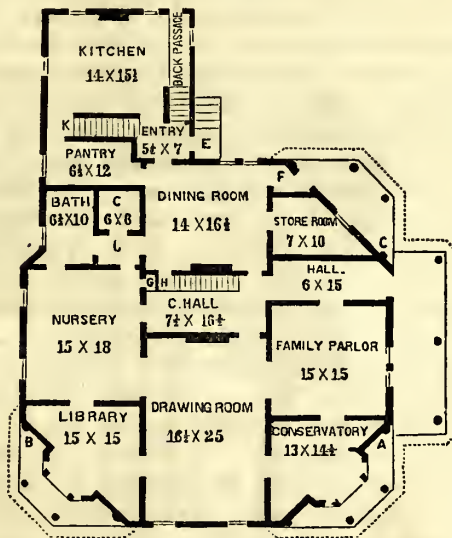 KITCHEN
14 X 15½
BACK PASSAGE
K
ENTRY
5½ X 7
E
PANTRY
6½ X 12
BATH
6½ X 10
C
6 X 6
DINING ROOM
14 X 16½
F
STORE ROOM
7 X 10
C
HALL
6 X 15
G
H
C. HALL
7½ X 16½
NURSERY
15 X 18
FAMILY PARLOR
15 X 15
LIBRARY
15 X 15
B
DRAWING ROOM
16½ X 25
CONSERVATORY
13 X 14½
A